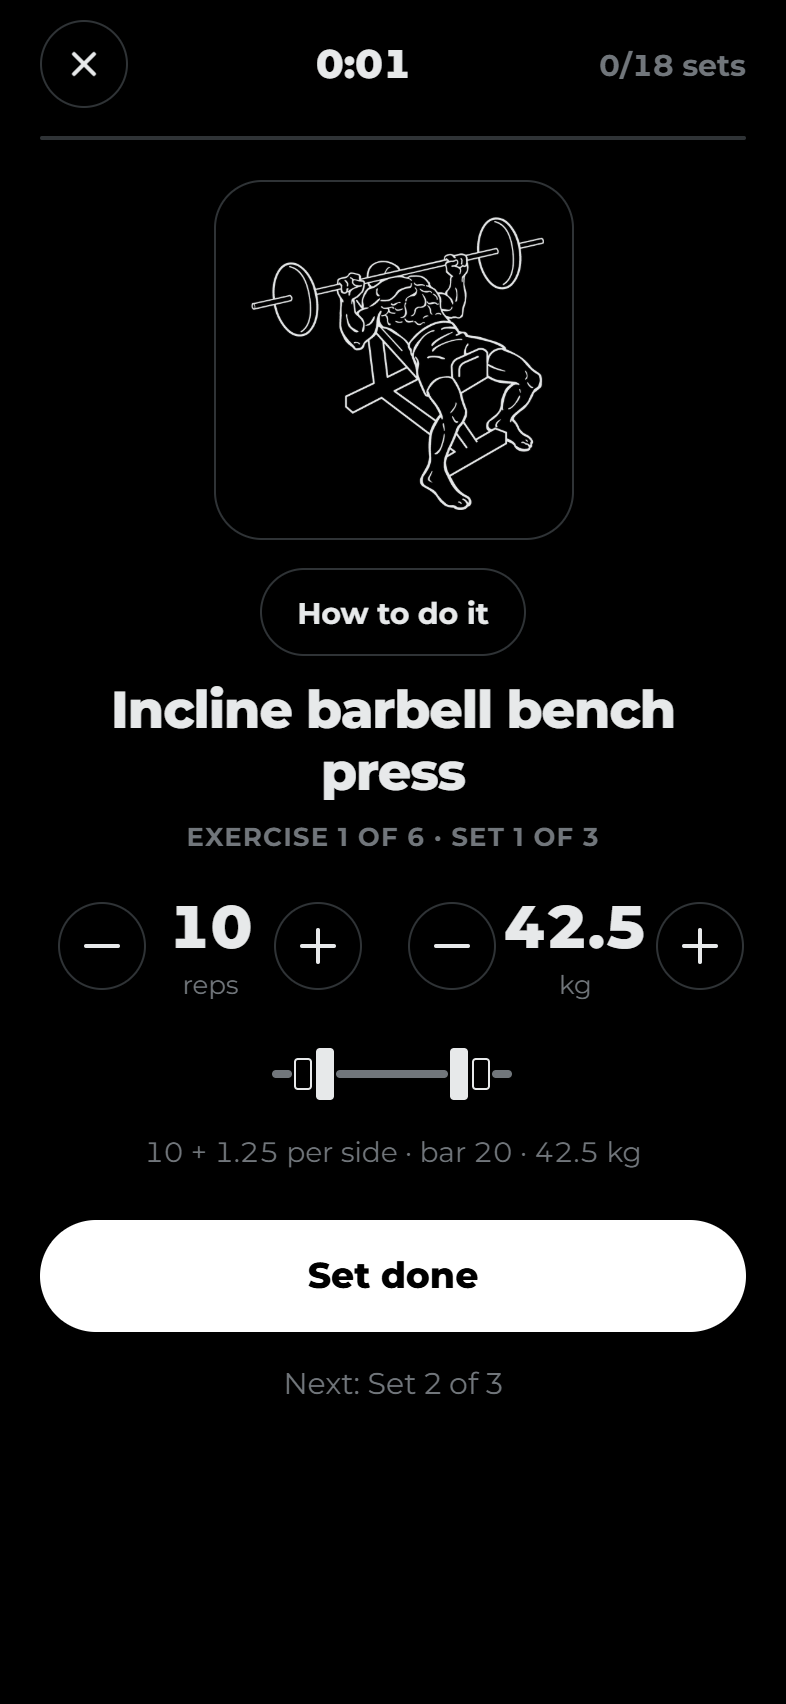 0:01
0/18 sets
How to do it
Incline barbell bench
press
EXERCISE 1 OF 6 · SET 1 OF 3
10
reps
42.5
kg
10 + 1.25 per side · bar 20 · 42.5 kg
Set done
Next: Set 2 of 3